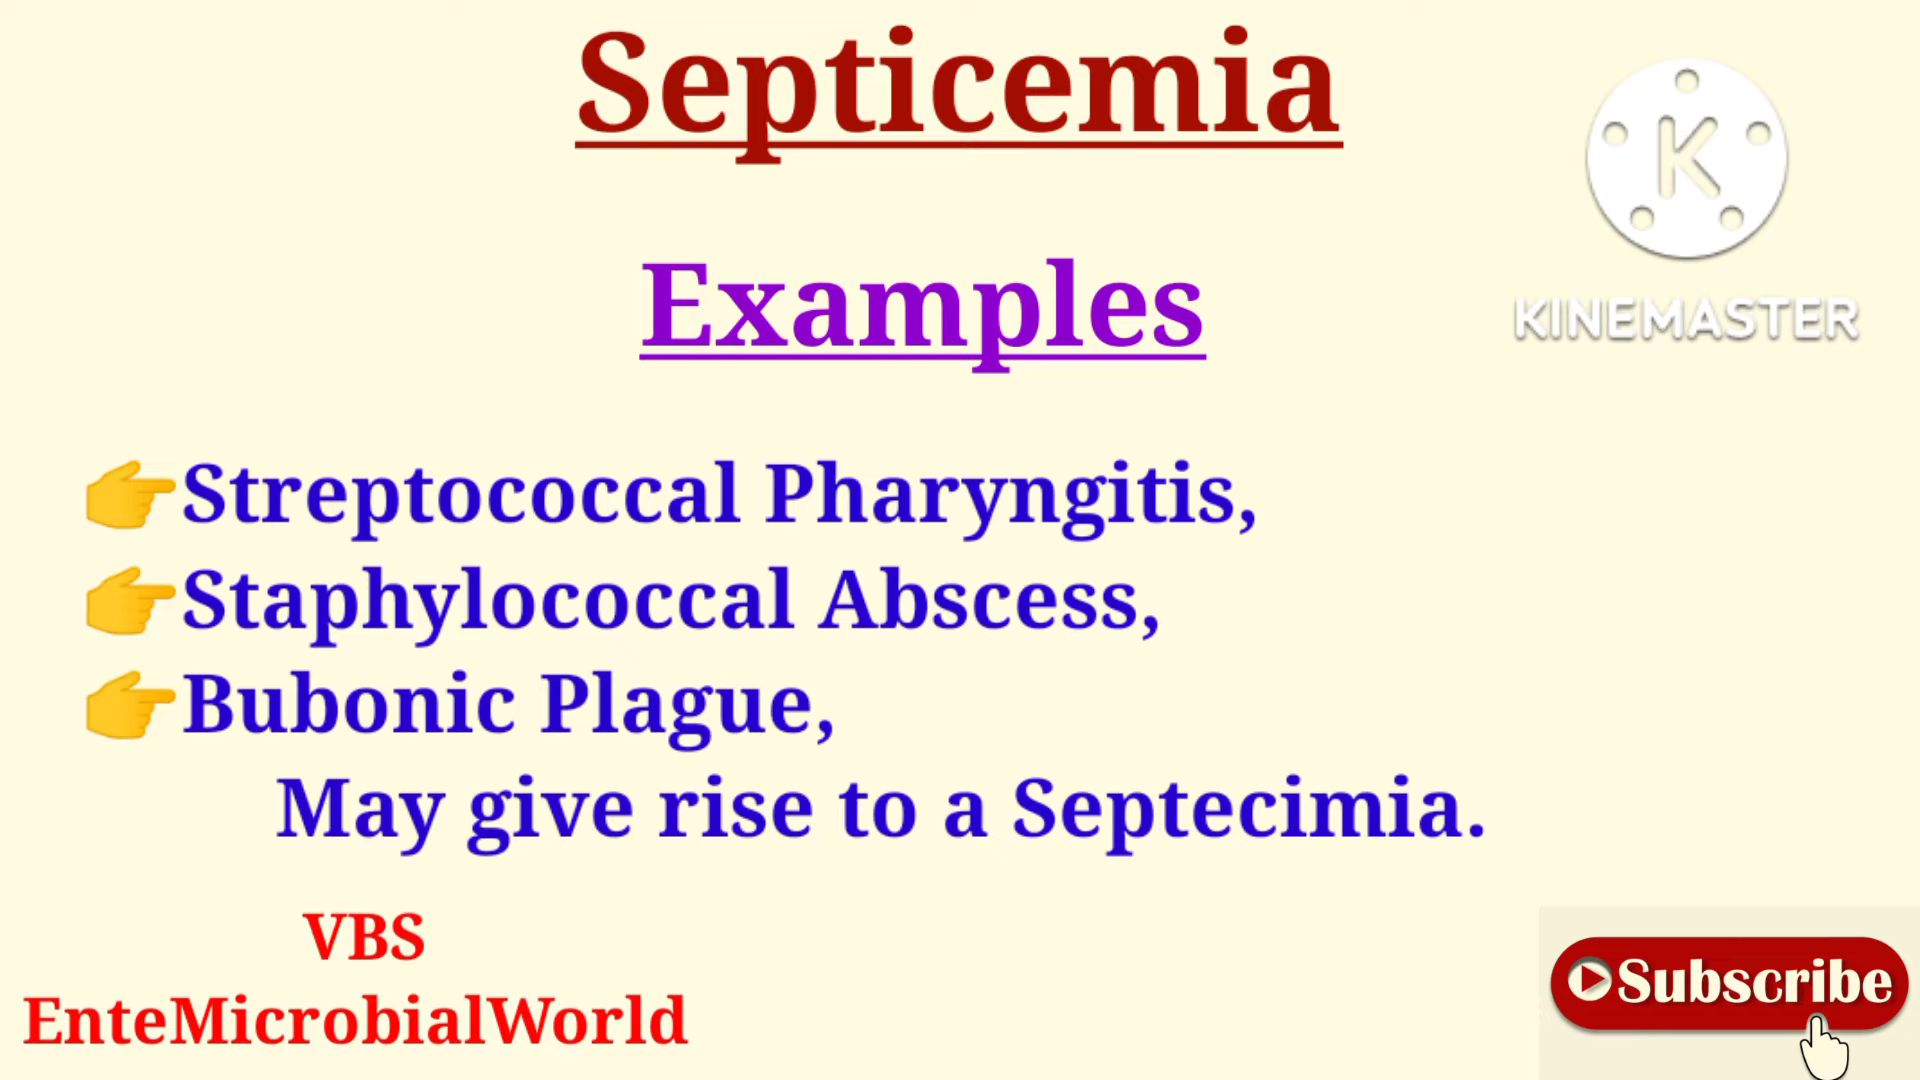 Septicemia
K
KINEMASTER
Examples
👉Streptococcal Pharyngitis,
👉Staphylococcal Abscess,
👉Bubonic Plague,
May give rise to a Septecimia.
VBS
EnteMicrobialWorld
Subscribe